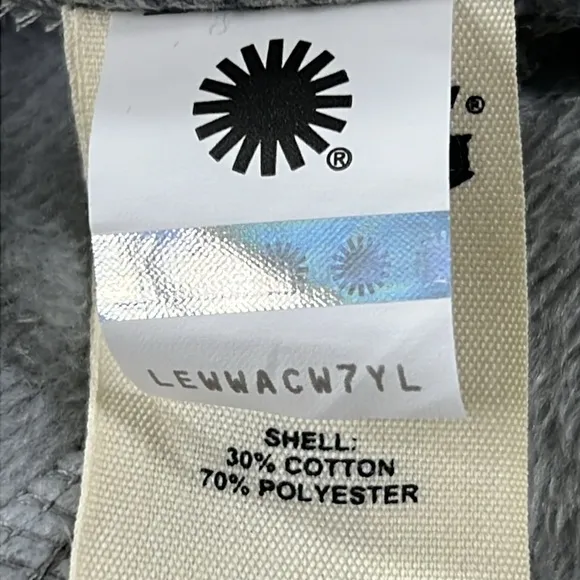 ®
®
LEWWACW7YL
SHELL:
30% COTTON
70% POLYESTER